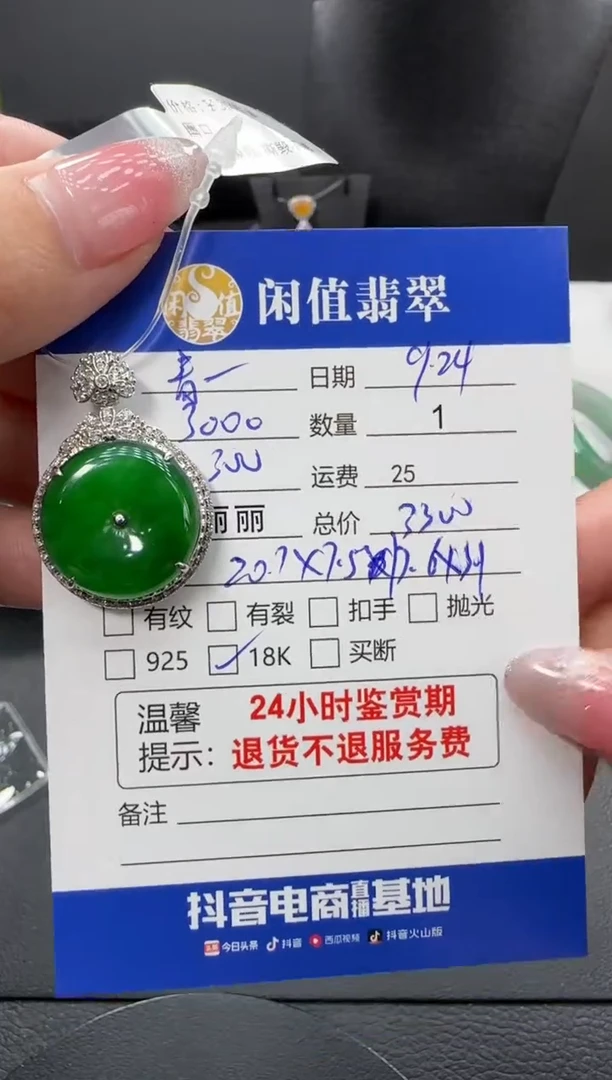 价格:
圈口
闲值
翡翠
闲值翡翠
青一 日期 9.24
3000 数量 1
300 运费 25
丽丽 总价 3300
有纹 有裂 扣手 抛光
925 18K 买断
温馨 24小时鉴赏期
提示: 退货不退服务费
备注
抖音电商直播基地
今日头条 抖音 西瓜视频 抖音火山版